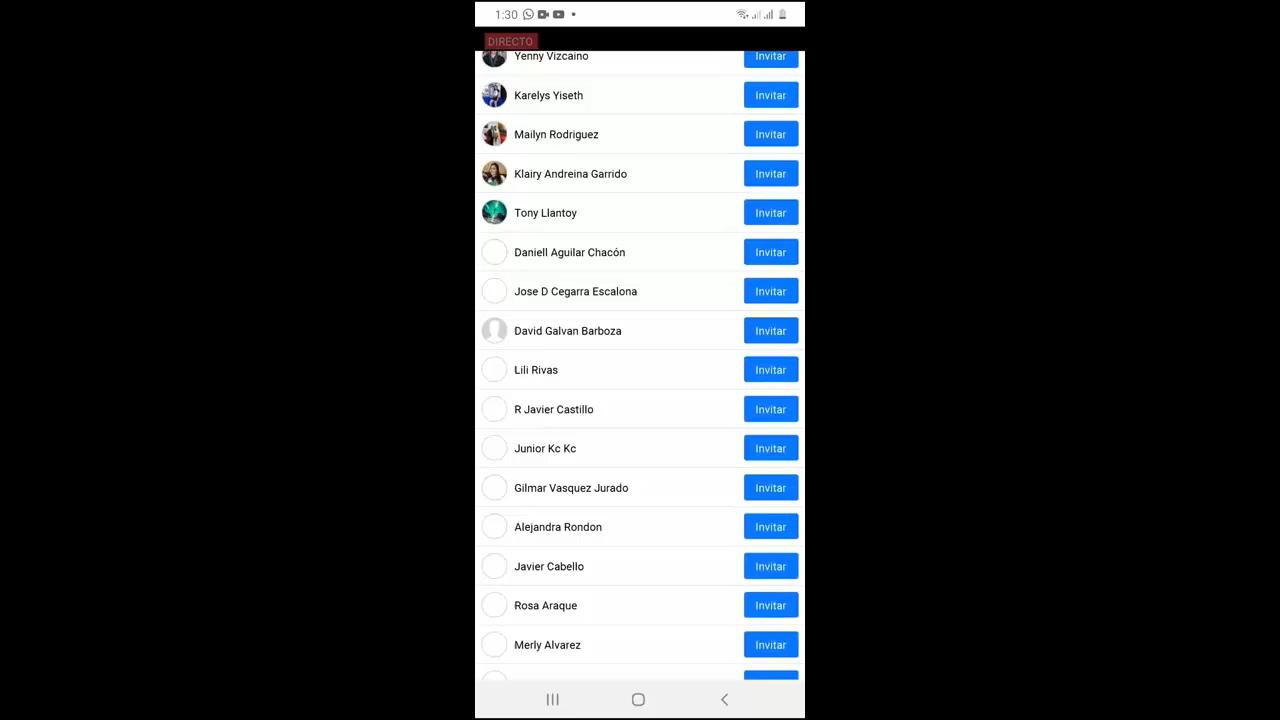 1:30
DIRECTO
Yenny Vizcaino Invitar
Karelys Yiseth Invitar
Mailyn Rodriguez Invitar
Klairy Andreina Garrido Invitar
Tony Llantoy Invitar
Daniell Aguilar Chacón Invitar
Jose D Cegarra Escalona Invitar
David Galvan Barboza Invitar
Lili Rivas Invitar
R Javier Castillo Invitar
Junior Kc Kc Invitar
Gilmar Vasquez Jurado Invitar
Alejandra Rondon Invitar
Javier Cabello Invitar
Rosa Araque Invitar
Merly Alvarez Invitar